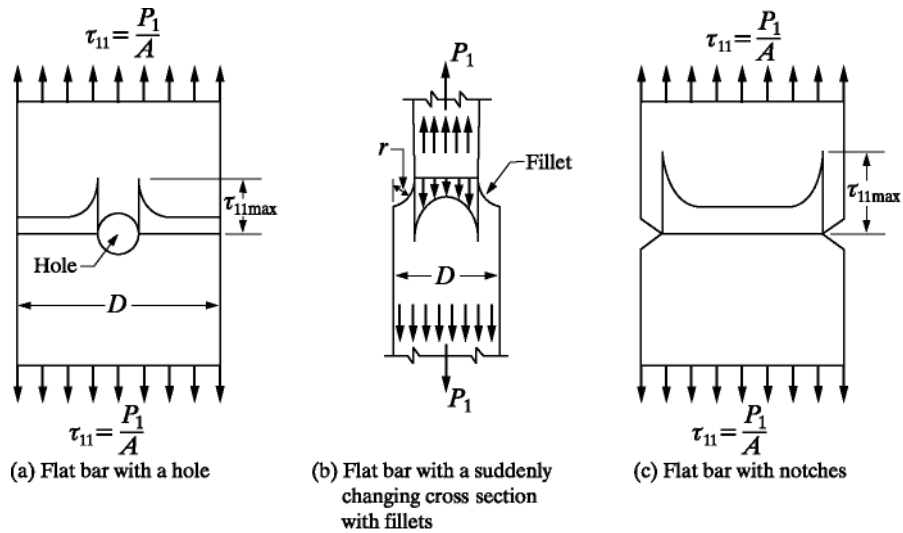 τ₁₁ = P₁/A
τ₁₁max
Hole
D
τ₁₁ = P₁/A
(a) Flat bar with a hole
P₁
r
Fillet
D
P₁
(b) Flat bar with a suddenly
changing cross section
with fillets
τ₁₁ = P₁/A
τ₁₁max
τ₁₁ = P₁/A
(c) Flat bar with notches